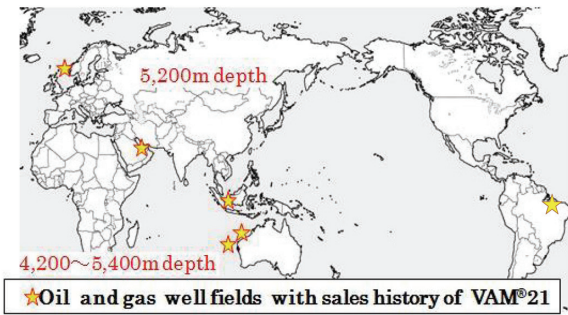 5,200m depth
4,200～5,400m depth
Oil and gas well fields with sales history of VAM®21